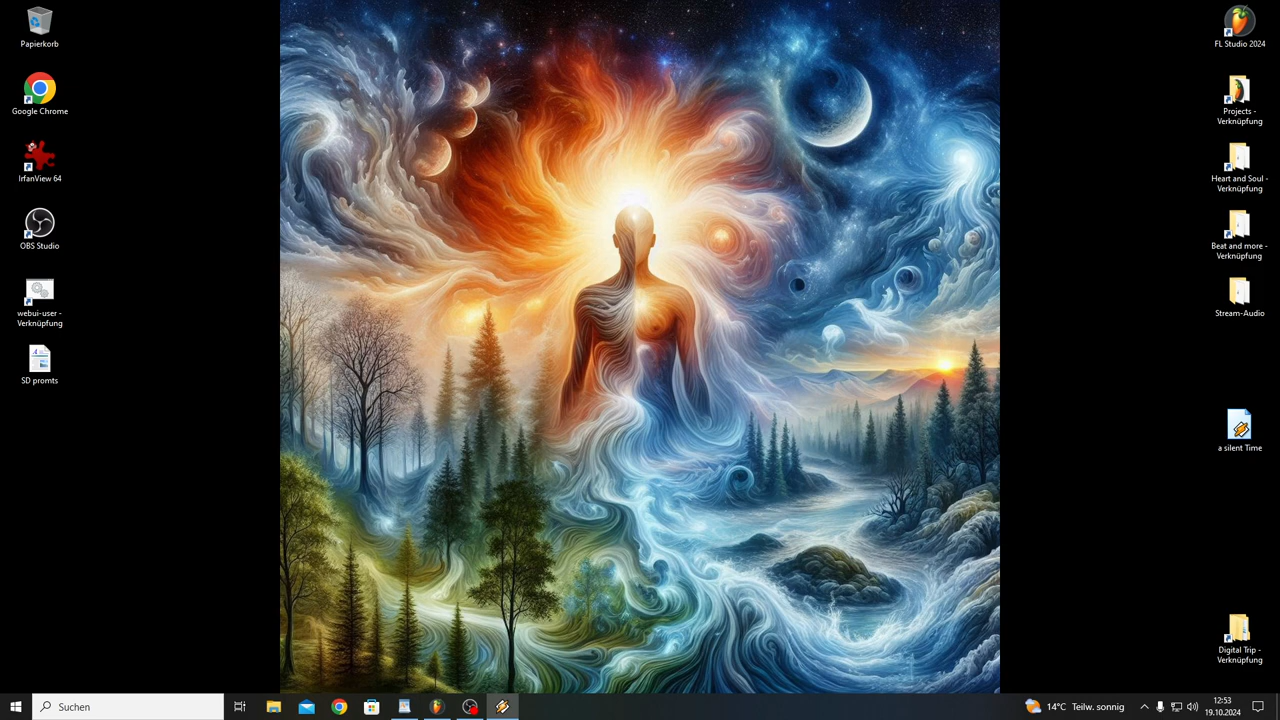 Papierkorb
Google Chrome
IrfanView 64
OBS Studio
webui-user -
Verknüpfung
SD promts
FL Studio 2024
Projects -
Verknüpfung
Heart and Soul -
Verknüpfung
Beat and more -
Verknüpfung
Stream-Audio
a silent Time
Digital Trip -
Verknüpfung
Suchen
14°C Teilw. sonnig
12:53
19.10.2024